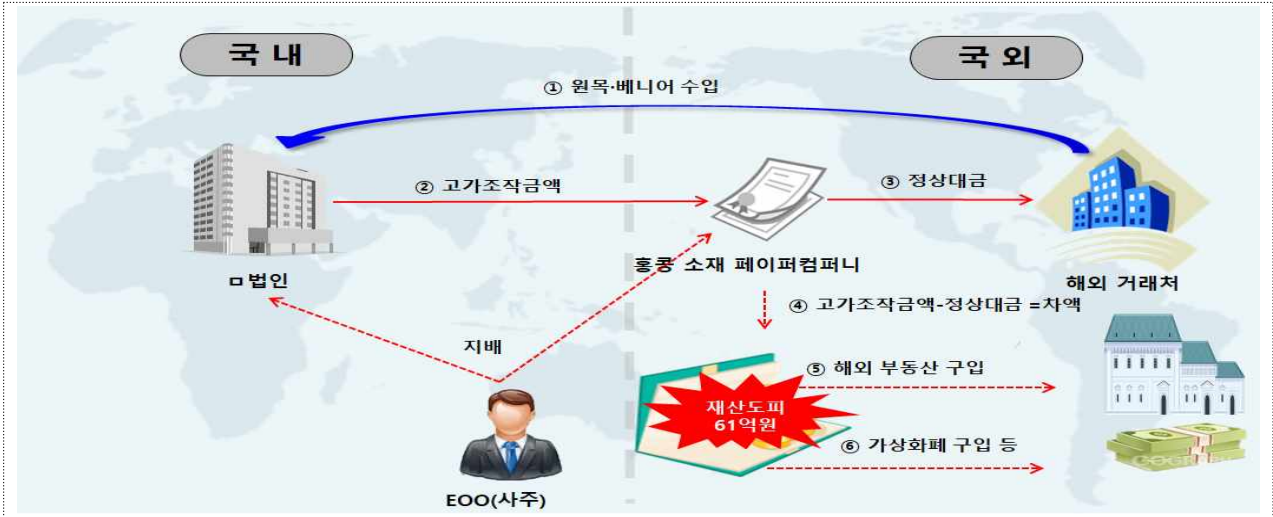 국 내
국 외
① 원목·베니어 수입
② 고가조작금액
③ 정상대금
ㅁ법인
홍콩 소재 페이퍼컴퍼니
해외 거래처
④ 고가조작금액-정상대금 =차액
지배
⑤ 해외 부동산 구입
재산도피
61억원
⑥ 가상화폐 구입 등
EOO(사주)